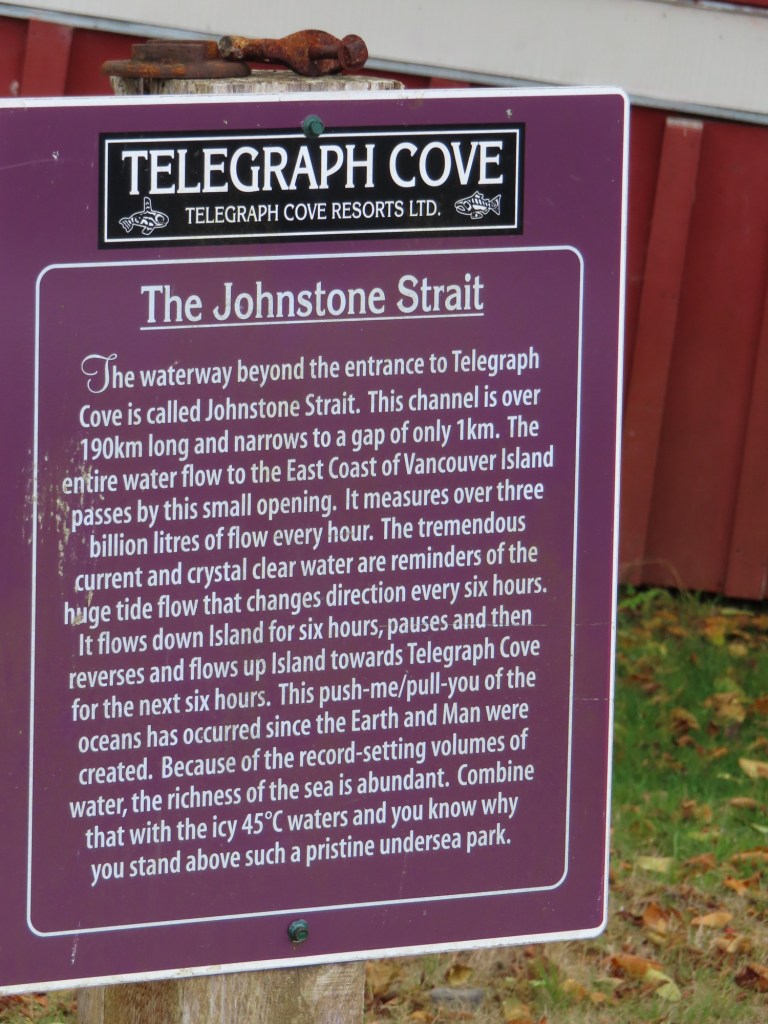 TELEGRAPH COVE
TELEGRAPH COVE RESORTS LTD.
The Johnstone Strait
The waterway beyond the entrance to Telegraph
Cove is called Johnstone Strait. This channel is over
190km long and narrows to a gap of only 1km. The
entire water flow to the East Coast of Vancouver Island
passes by this small opening. It measures over three
billion litres of flow every hour. The tremendous
current and crystal clear water are reminders of the
huge tide flow that changes direction every six hours.
It flows down Island for six hours, pauses and then
reverses and flows up Island towards Telegraph Cove
for the next six hours. This push-me/pull-you of the
oceans has occurred since the Earth and Man were
created. Because of the record-setting volumes of
water, the richness of the sea is abundant. Combine
that with the icy 45°C waters and you know why
you stand above such a pristine undersea park.